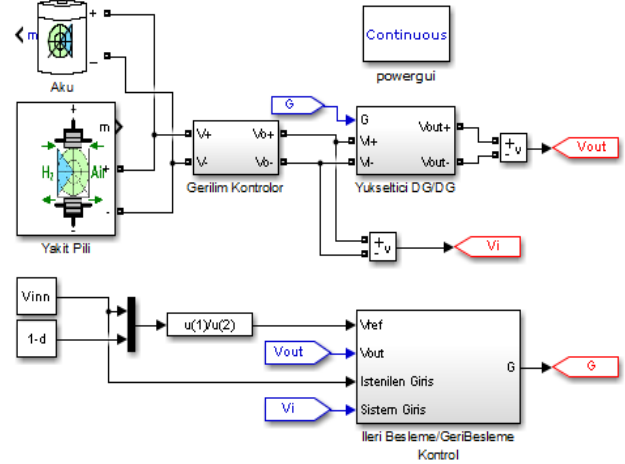 +
m
−
Aku
Continuous
powergui
+
m
H₂
Air
+
-
-
Yakit Pili
V+
V-
Vo+
Vo-
Gerilim Kontrolor
G
G
VI+
VI-
Vout+
Vout-
Yukseltici DG/DG
+
-
v
Vout
+
-
v
Vi
Vinn
1-d
u(1)/u(2)
Vout
Vi
Vref
Vout
Istenilen Giris
Sistem Giris
G
G
Ileri Besleme/GeriBesleme
Kontrol